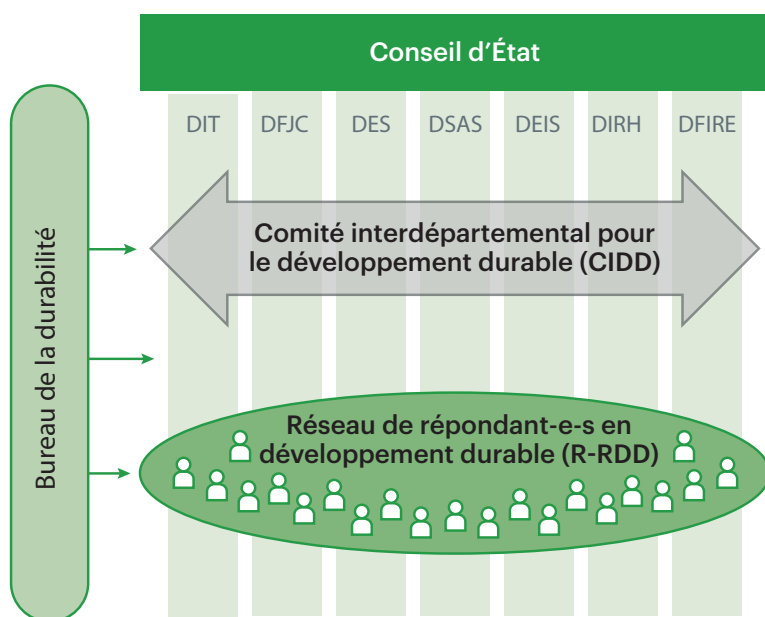 Conseil d'État
DIT DFJC DES DSAS DEIS DIRH DFIRE
Bureau de la durabilité
Comité interdépartemental pour
le développement durable (CIDD)
Réseau de répondant-e-s en
développement durable (R-RDD)